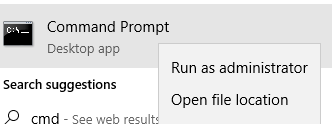 Command Prompt
Desktop app
Run as administrator
Open file location
Search suggestions
cmd - See web results